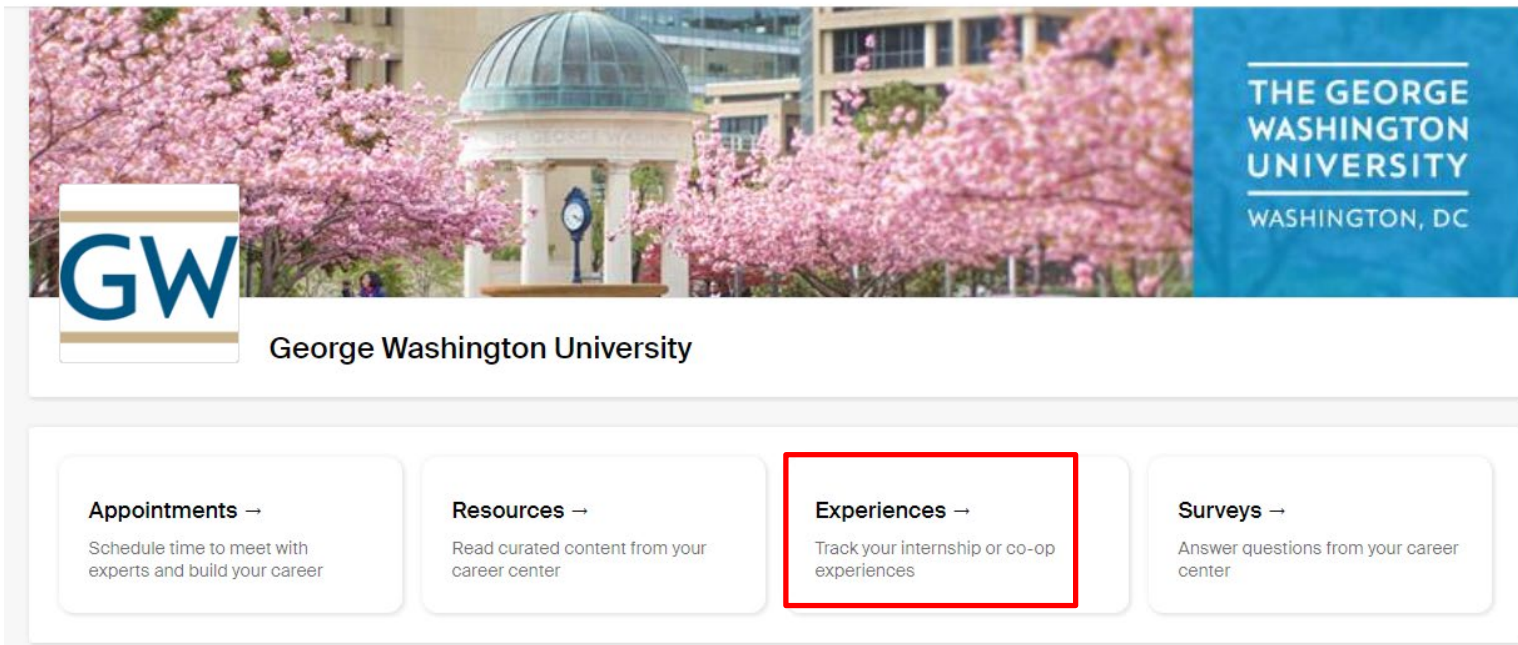 THE GEORGE
WASHINGTON
UNIVERSITY
WASHINGTON, DC
GW
George Washington University
Appointments →
Schedule time to meet with
experts and build your career
Resources →
Read curated content from your
career center
Experiences →
Track your internship or co-op
experiences
Surveys →
Answer questions from your career
center